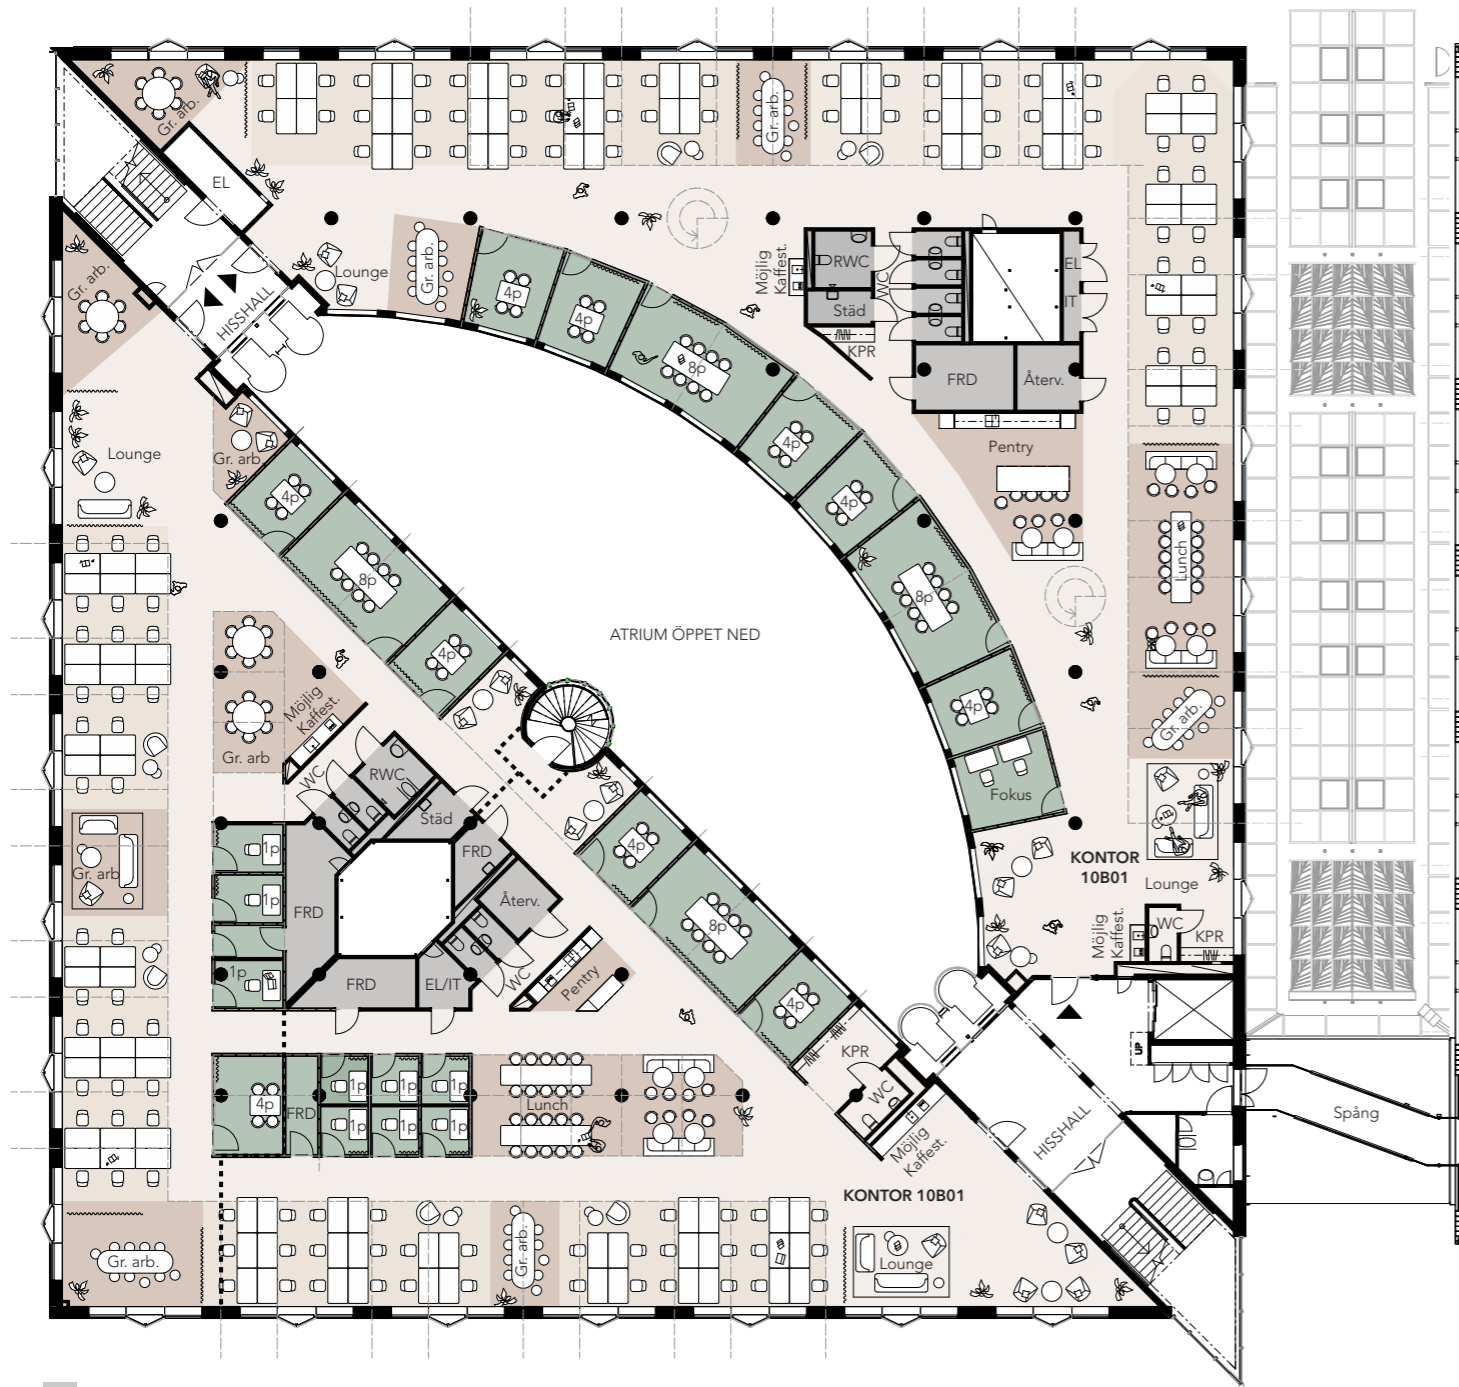 Gr. arb.
Gr. arb.
EL
Gr. arb.
HISSHALL
Lounge
Gr. arb.
4p
4p
8p
Möjlig
Kaffest.
RWC
WC
Städ
KPR
EL
IT
FRD
Återv.
Pentry
4p
4p
8p
4p
Fokus
Lunch
Gr. arb.
KONTOR
10B01
Lounge
Möjlig
Kaffest.
WC
KPR
Lounge
Gr. arb.
4p
8p
4p
ATRIUM ÖPPET NED
Möjlig
Kaffest.
Gr. arb
WC
RWC
Städ
FRD
Återv.
1p
1p
1p
FRD
FRD
EL/IT
WC
Pentry
Gr. arb
4p
8p
4p
KPR
WC
Möjlig
Kaffest.
UP
HISSHALL
Spång
4p
FRD
1p
1p
1p
1p
1p
1p
Lunch
KONTOR 10B01
Gr. arb.
Gr. arb.
Lounge